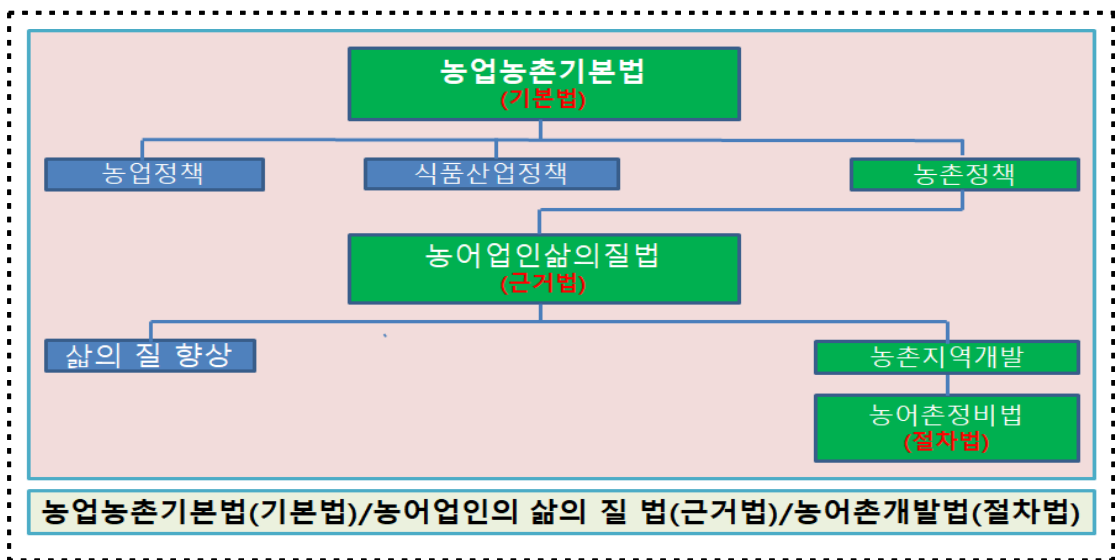 농업농촌기본법
(기본법)
농업정책
식품산업정책
농촌정책
농어업인삶의질법
(근거법)
삶의 질 향상
농촌지역개발
농어촌정비법
(절차법)
농업농촌기본법(기본법)/농어업인의 삶의 질 법(근거법)/농어촌개발법(절차법)